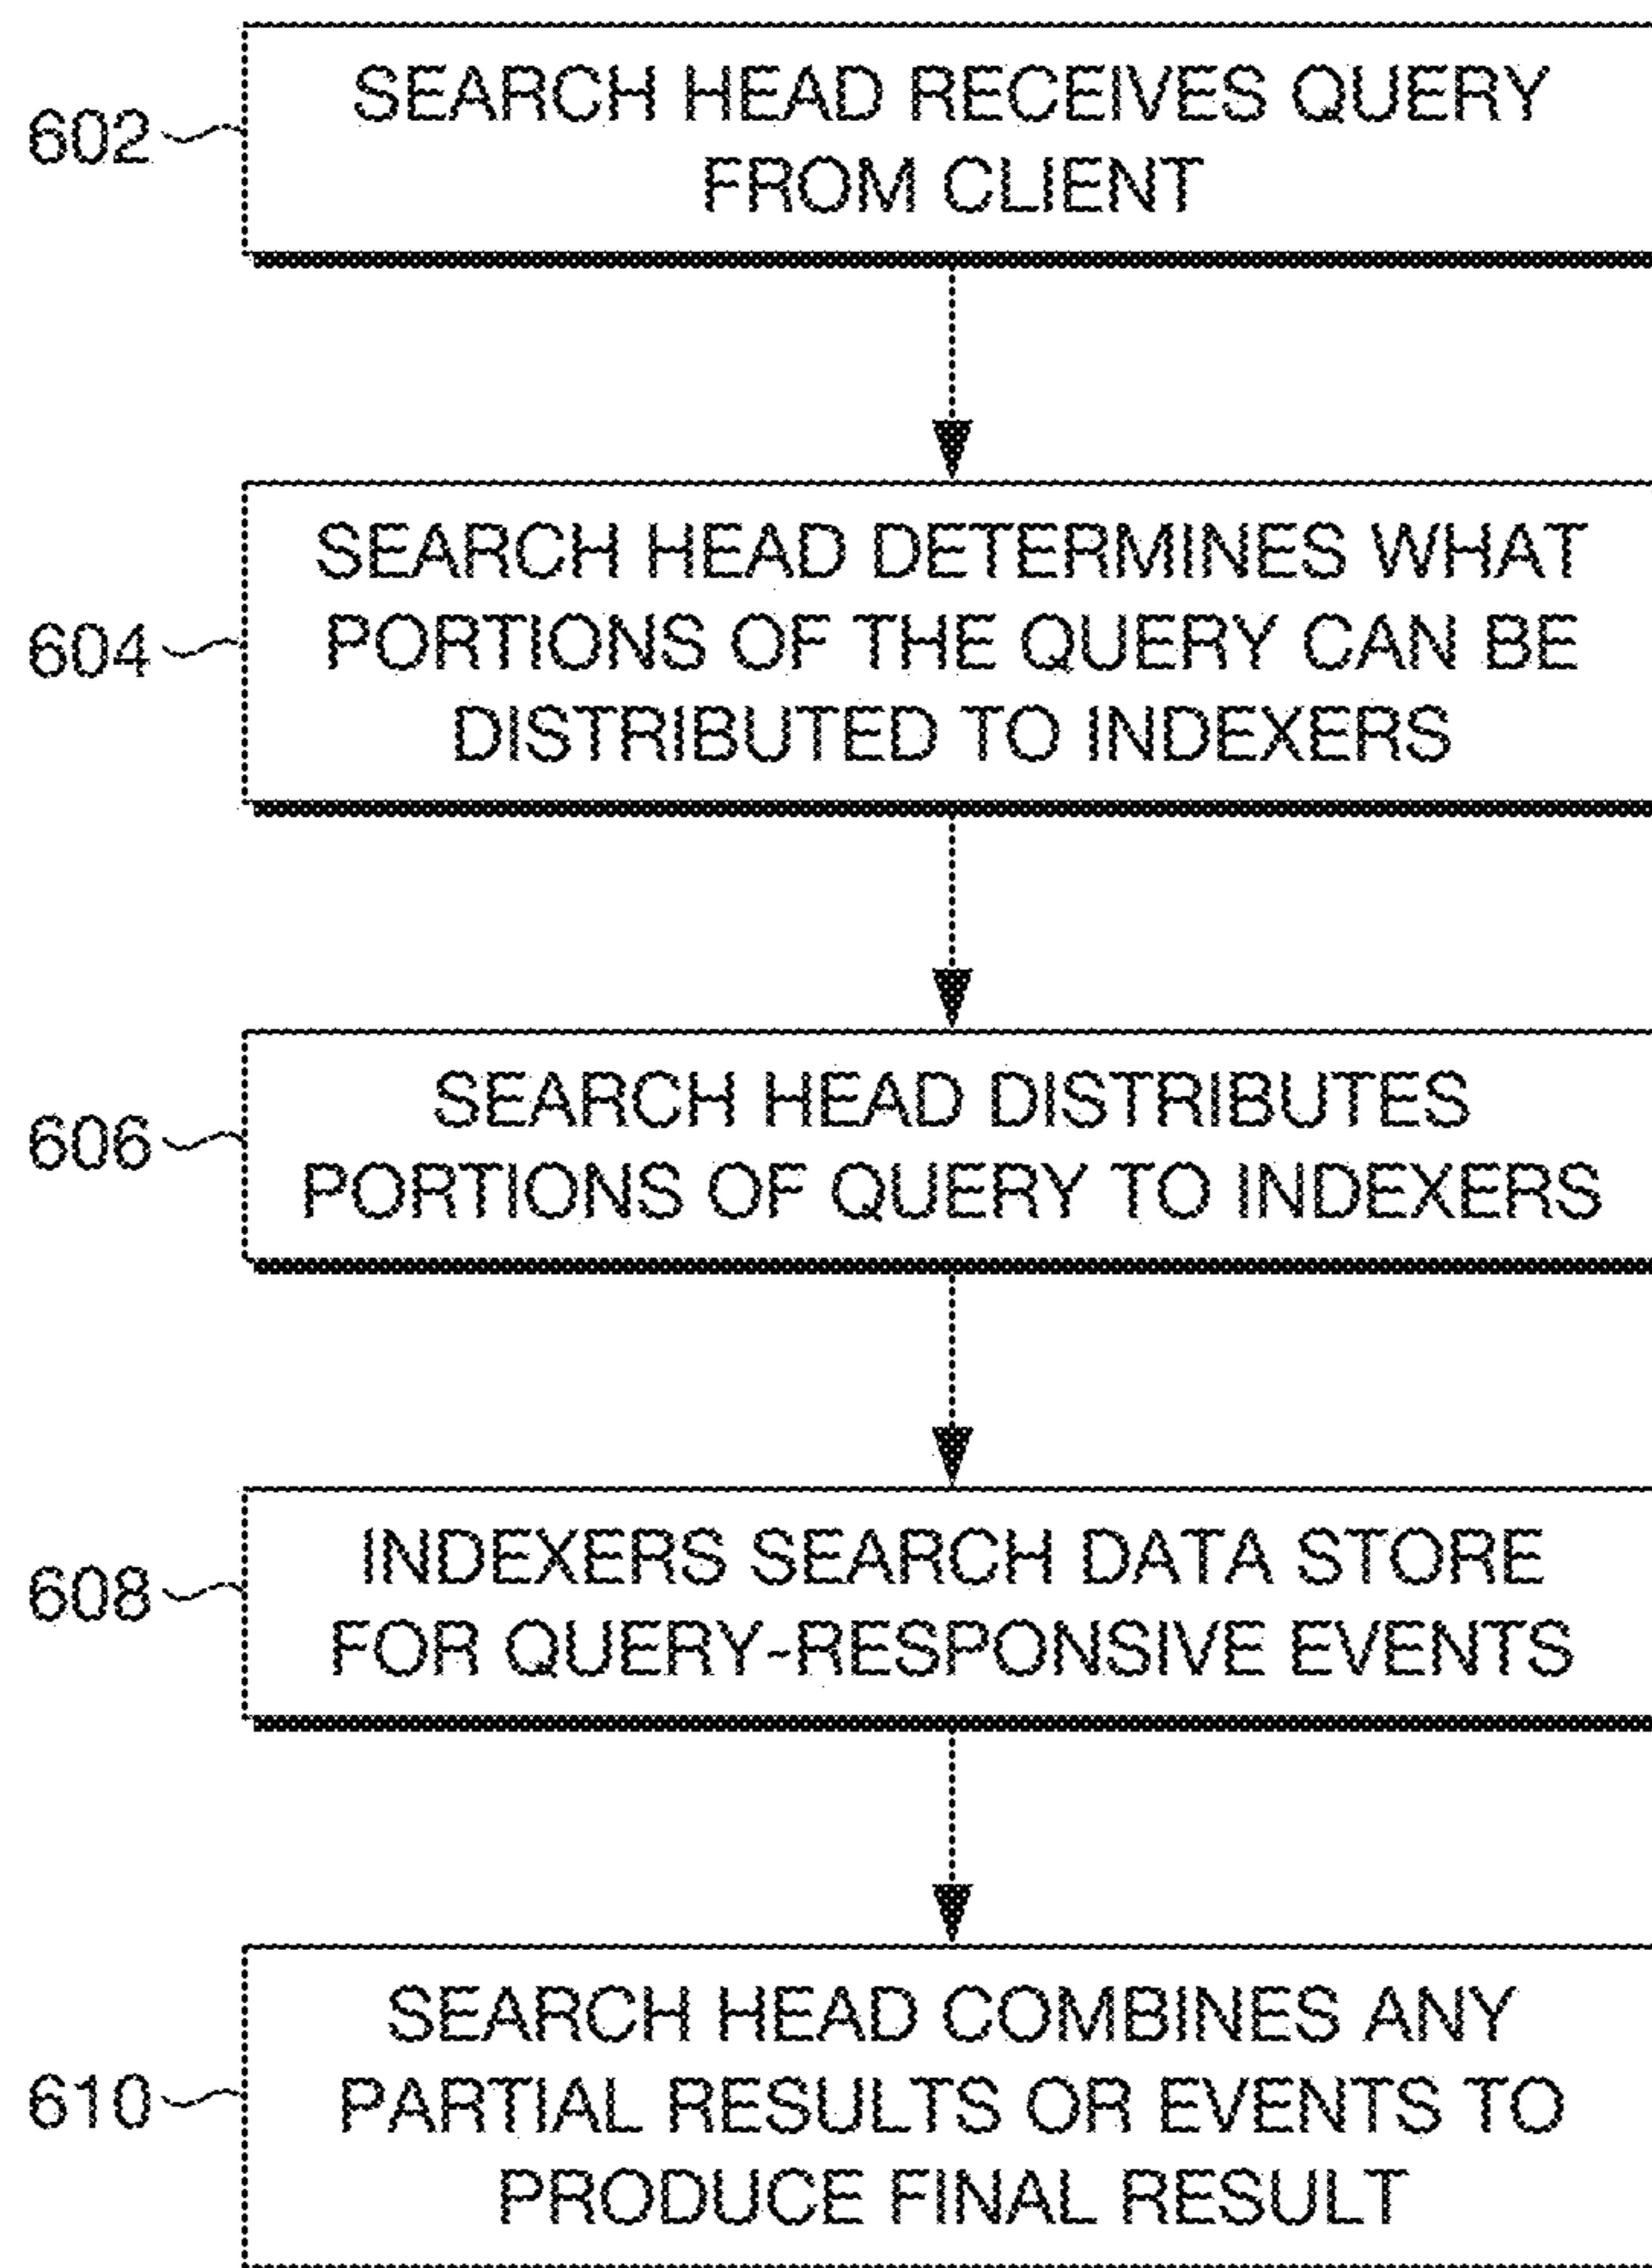 602
SEARCH HEAD RECEIVES QUERY
FROM CLIENT
604
SEARCH HEAD DETERMINES WHAT
PORTIONS OF THE QUERY CAN BE
DISTRIBUTED TO INDEXERS
606
SEARCH HEAD DISTRIBUTES
PORTIONS OF QUERY TO INDEXERS
608
INDEXERS SEARCH DATA STORE
FOR QUERY-RESPONSIVE EVENTS
610
SEARCH HEAD COMBINES ANY
PARTIAL RESULTS OR EVENTS TO
PRODUCE FINAL RESULT